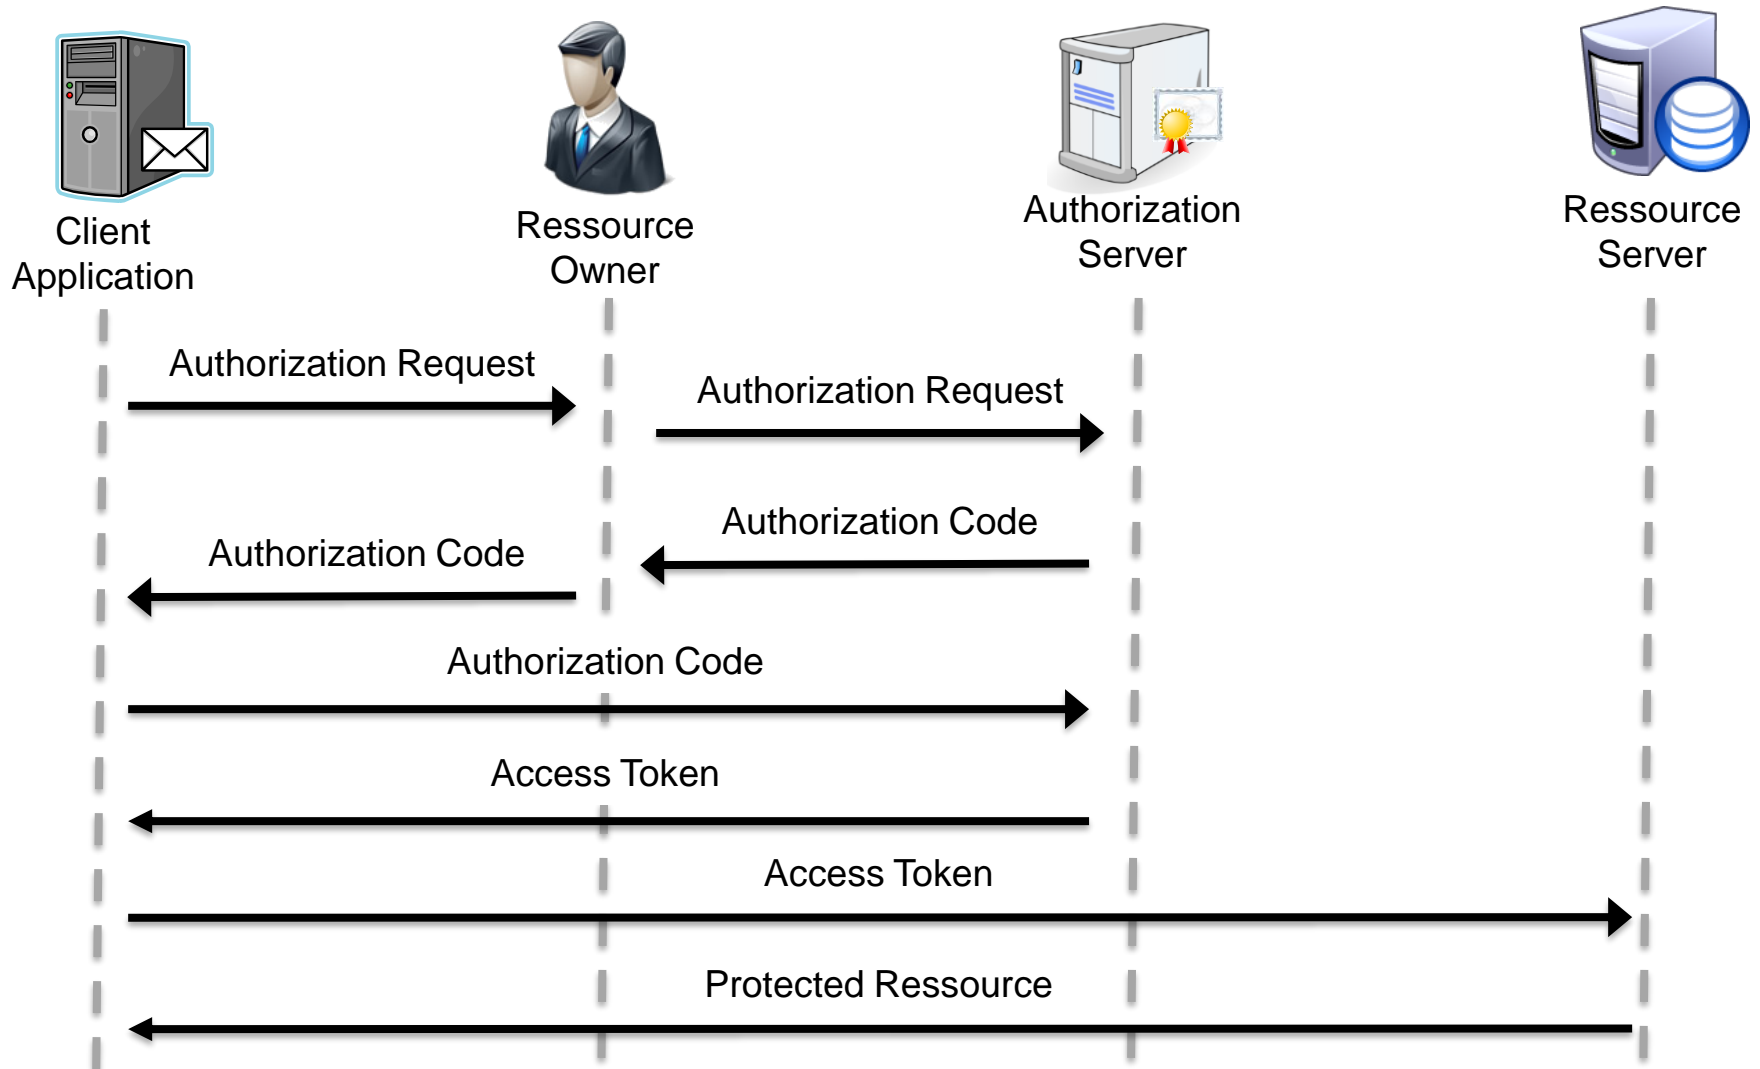 Client
Application
Ressource
Owner
Authorization
Server
Ressource
Server
Authorization Request
Authorization Request
Authorization Code
Authorization Code
Authorization Code
Access Token
Access Token
Protected Ressource